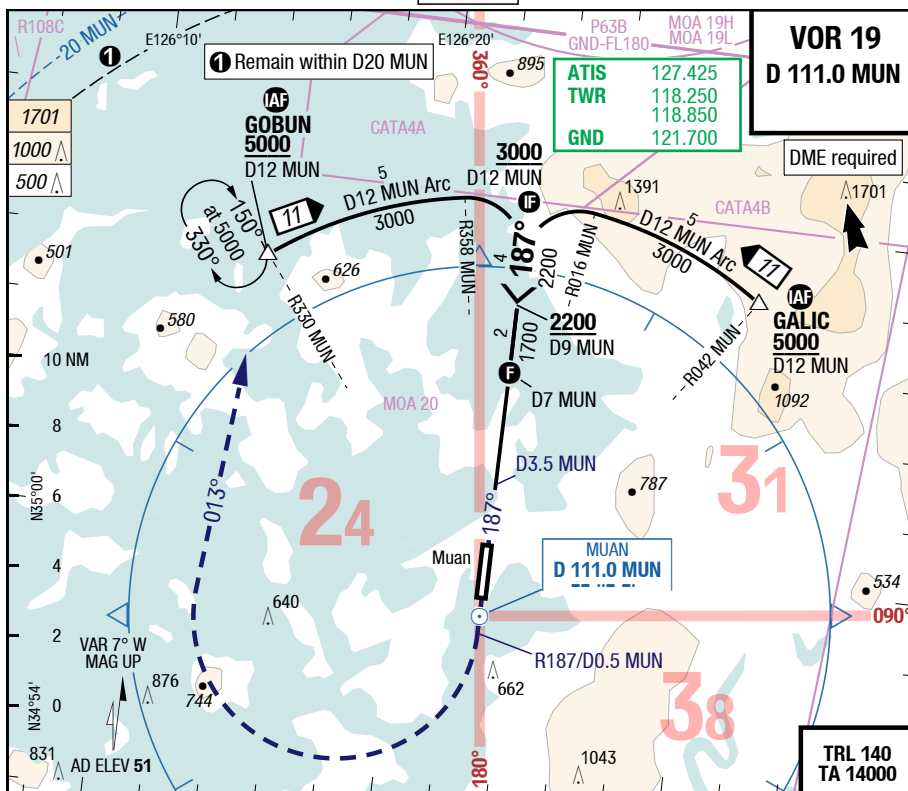 R108C
20 MUN
1
E126°10'
1 Remain within D20 MUN
E126°20'
360°
895
P63B
GND-FL180
MOA 19H
MOA 19L
VOR 19
D 111.0 MUN
ATIS 127.425
TWR 118.250
118.850
GND 121.700
DME required
1701
1000
500
IAF
GOBUN
5000
D12 MUN
CATA4A
3000
D12 MUN
IF
1391
1701
CATA4B
5
D12 MUN Arc
3000
11
150°
at 5000
330°
5
D12 MUN Arc
3000
11
R358 MUN
187°
4
2200
R016 MUN
501
626
580
R330 MUN
IAF
GALIC
5000
D12 MUN
R042 MUN
1092
2200
D9 MUN
2
1700
F
D7 MUN
10 NM
8
6
4
2
0
MOA 20
N35°00'
N34°54'
013°
24
31
D3.5 MUN
787
187°
Muan
MUAN
D 111.0 MUN
534
090°
640
R187/D0.5 MUN
VAR 7° W
MAG UP
876
744
662
38
831
AD ELEV 51
180°
1043
TRL 140
TA 14000